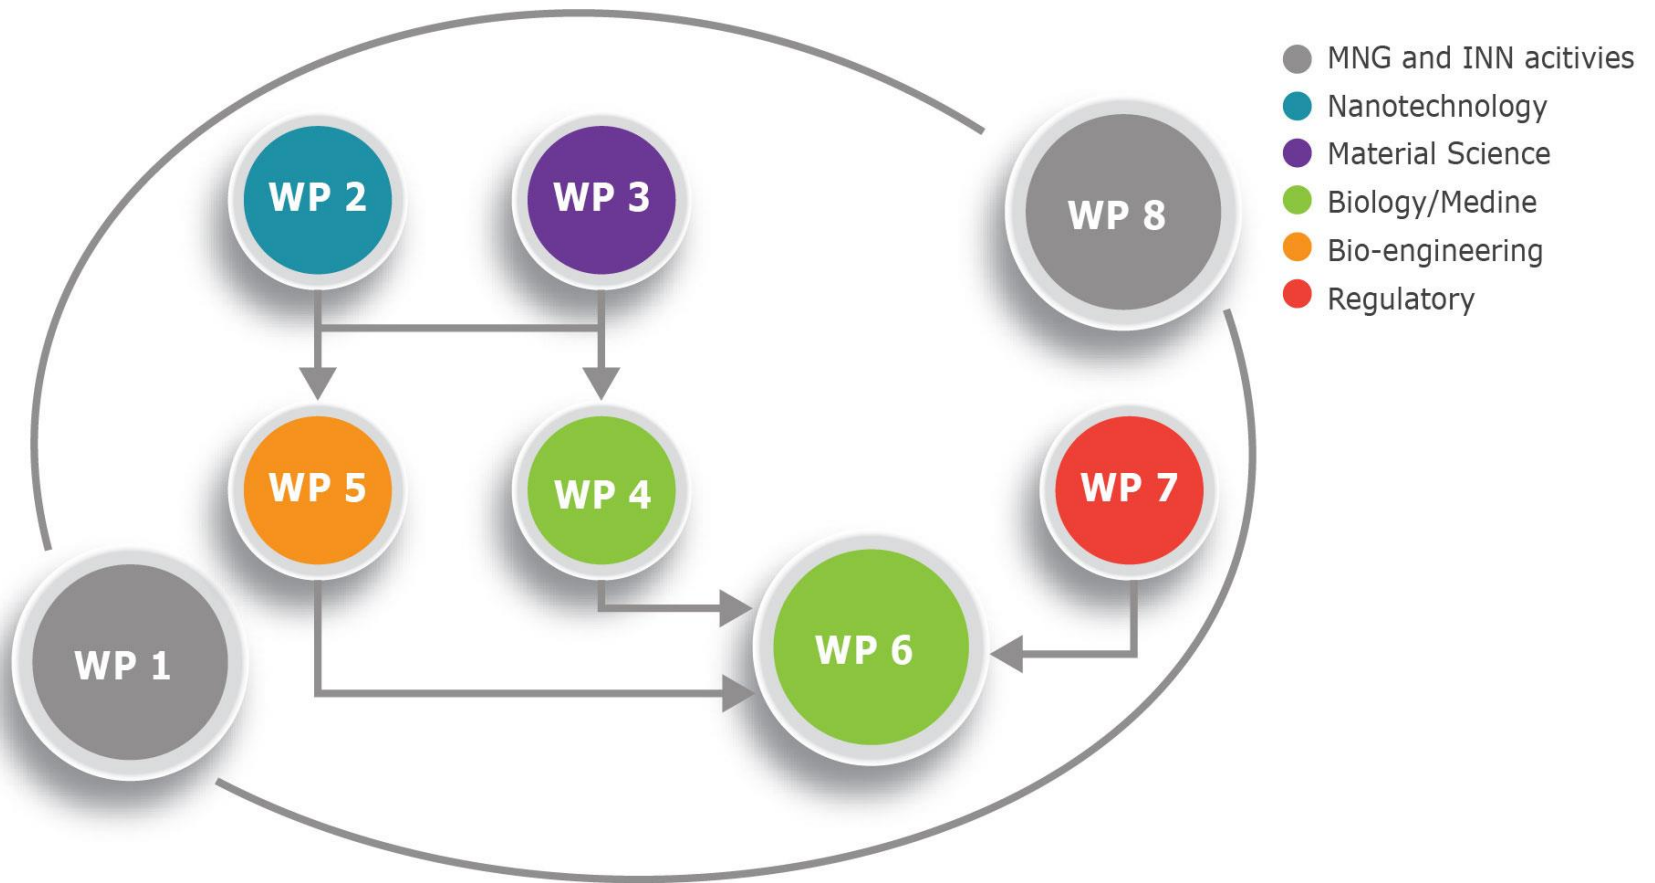 MNG and INN acitivies
Nanotechnology
Material Science
Biology/Medine
Bio-engineering
Regulatory
WP 2
WP 3
WP 8
WP 5
WP 4
WP 7
WP 1
WP 6